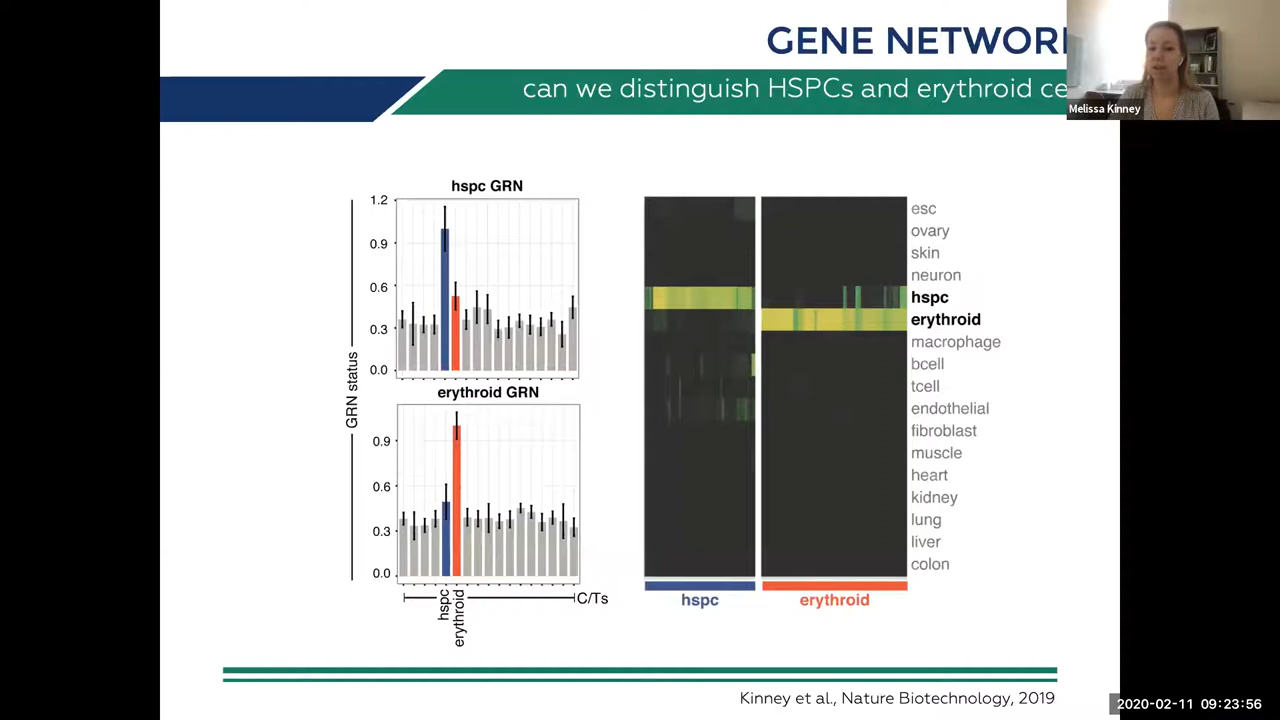 GENE NETWOR
can we distinguish HSPCs and erythroid ce
Melissa Kinney
hspc GRN
1.2
0.9
0.6
0.3
0.0
erythroid GRN
0.9
0.6
0.3
0.0
GRN status
hspc
erythroid
C/Ts
esc
ovary
skin
neuron
hspc
erythroid
macrophage
bcell
tcell
endothelial
fibroblast
muscle
heart
kidney
lung
liver
colon
hspc
erythroid
Kinney et al., Nature Biotechnology, 2019
2020-02-11 09:23:56